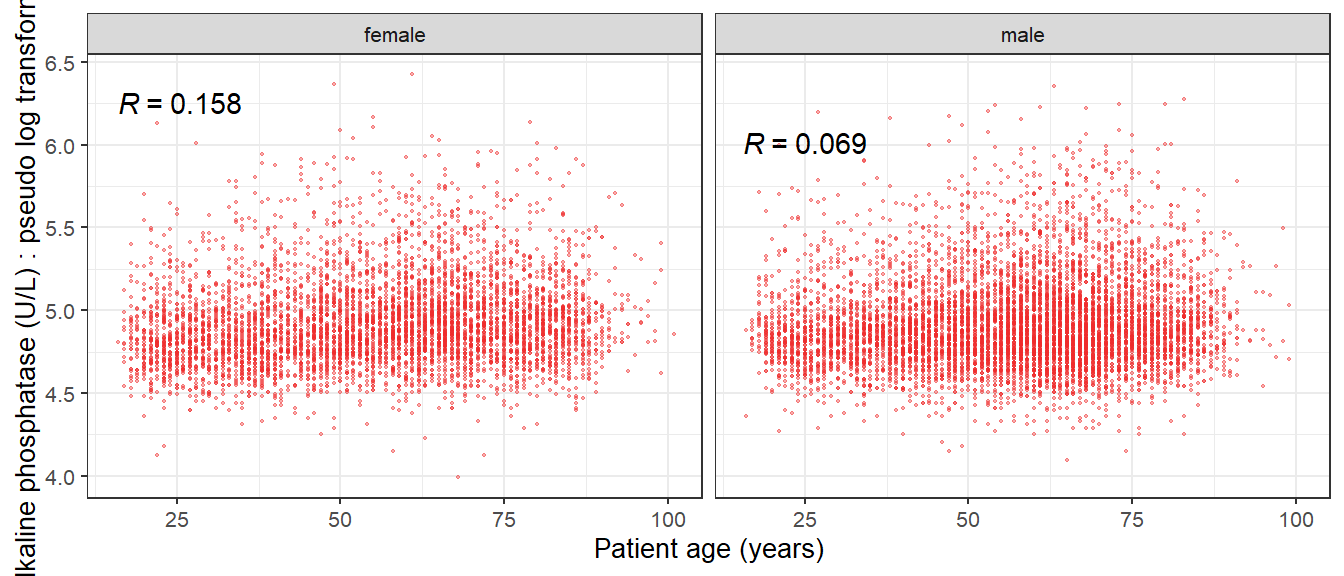 female
male
R = 0.158
R = 0.069
6.5
6.0
5.5
5.0
4.5
4.0
lkaline phosphatase (U/L) : pseudo log transforn
25
50
75
100
25
50
75
100
Patient age (years)